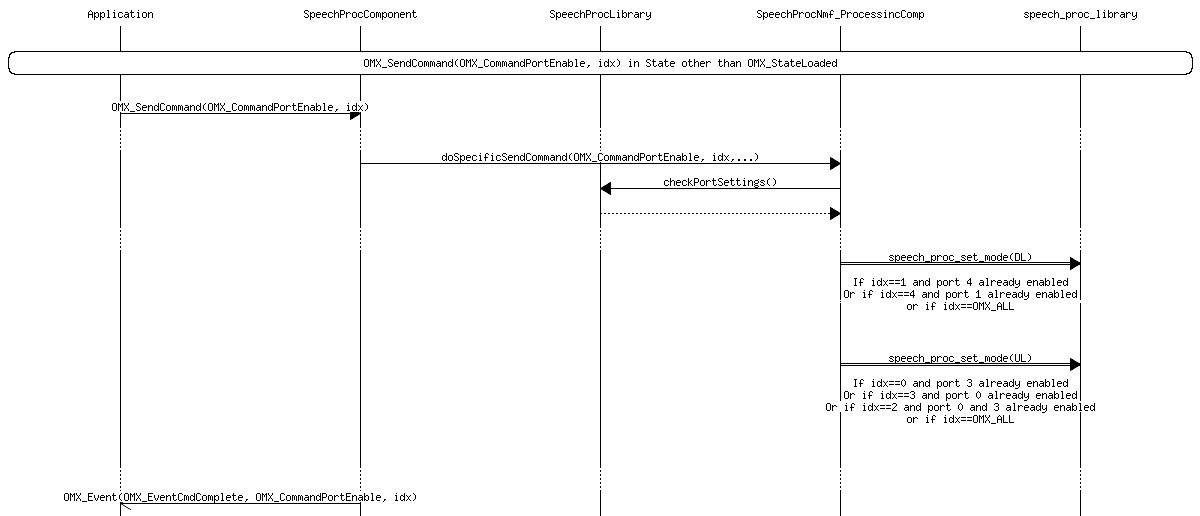 Application SpeechProcComponent SpeechProcLibrary SpeechProcNmf_ProcessincComp speech_proc_library
OMX_SendCommand(OMX_CommandPortEnable, idx) in State other than OMX_StateLoaded
OMX_SendCommand(OMX_CommandPortEnable, idx)
doSpecificSendCommand(OMX_CommandPortEnable, idx,...)
checkPortSettings()
speech_proc_set_mode(DL)
If idx==1 and port 4 already enabled
Or if idx==4 and port 1 already enabled
or if idx==OMX_ALL
speech_proc_set_mode(UL)
If idx==0 and port 3 already enabled
Or if idx==3 and port 0 already enabled
Or if idx==2 and port 0 and 3 already enabled
or if idx==OMX_ALL
OMX_Event(OMX_EventCmdComplete, OMX_CommandPortEnable, idx)